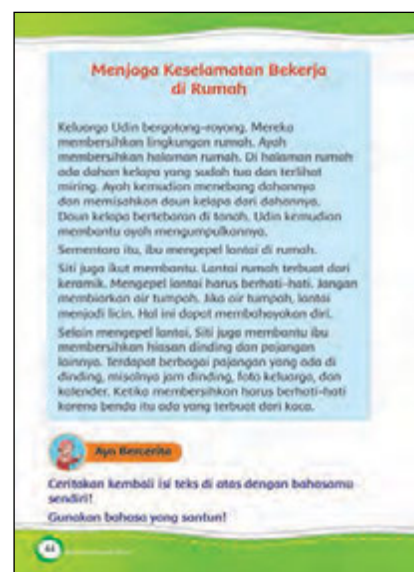 Menjaga Keselamatan Bekerja
di Rumah
Keluarga Udin bergotong-royong. Mereka
membersihkan lingkungan rumah. Ayah
membersihkan halaman rumah. Di halaman rumah
ada dahan kelapa yang sudah tua dan terlihat
miring. Ayah kemudian menebang dahannya
dan memisahkan daun kelapa dari dahannya.
Daun kelapa bertebaran di tanah. Udin kemudian
membantu ayah mengumpulkannya.
Sementara itu, ibu mengepel lantai di rumah.
Siti juga ikut membantu. Lantai rumah terbuat dari
keramik. Mengepel lantai harus berhati-hati. Jangan
membiarkan air tumpah. Jika air tumpah, lantai
menjadi licin. Hal ini dapat membahayakan diri.
Selain mengepel lantai, Siti juga membantu ibu
membersihkan hiasan dinding dan pajangan
lainnya. Terdapat berbagai pajangan yang ada di
dinding, misalnya jam dinding, foto keluarga, dan
kalender. Ketika membersihkan harus berhati-hati
karena benda itu ada yang terbuat dari kaca.
Ayo Bercerita
Ceritakan kembali isi teks di atas dengan bahasamu
sendiri!
Gunakan bahasa yang santun!